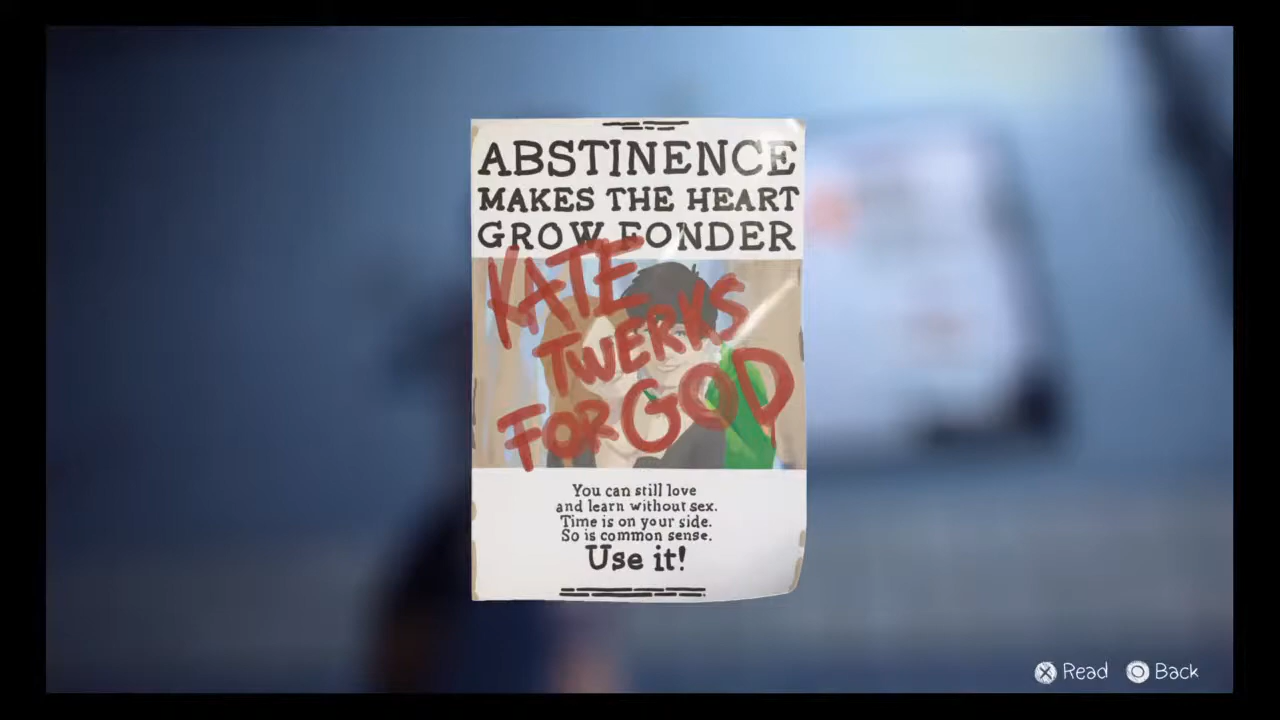 ABSTINENCE
MAKES THE HEART
GROW FONDER
KATE
TWERKS
FOR GOD
You can still love
and learn without sex.
Time is on your side.
So is common sense.
Use it!
Read Back